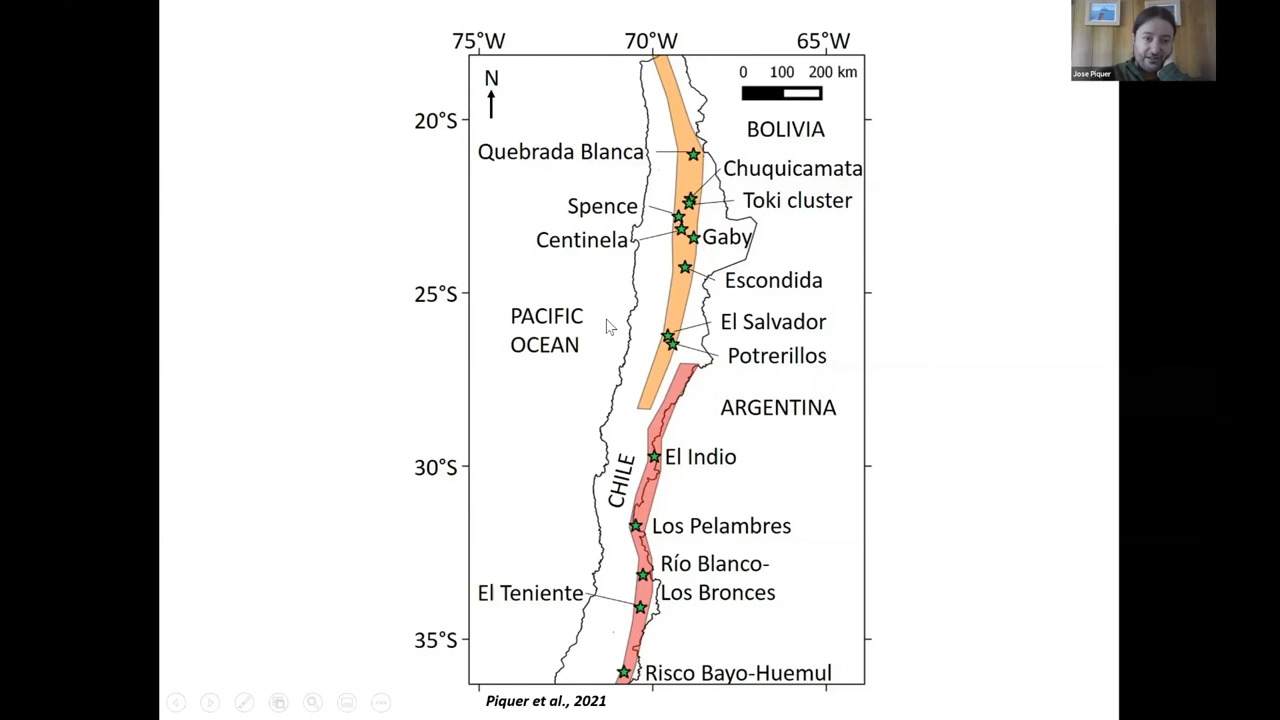 75°W
70°W
65°W
N
0 100 200 km
20°S
BOLIVIA
Quebrada Blanca
Chuquicamata
Toki cluster
Spence
Centinela
Gaby
Escondida
25°S
PACIFIC
OCEAN
El Salvador
Potrerillos
ARGENTINA
30°S
CHILE
El Indio
Los Pelambres
Río Blanco-
Los Bronces
El Teniente
35°S
Risco Bayo-Huemul
Piquer et al., 2021
Jose Piquer